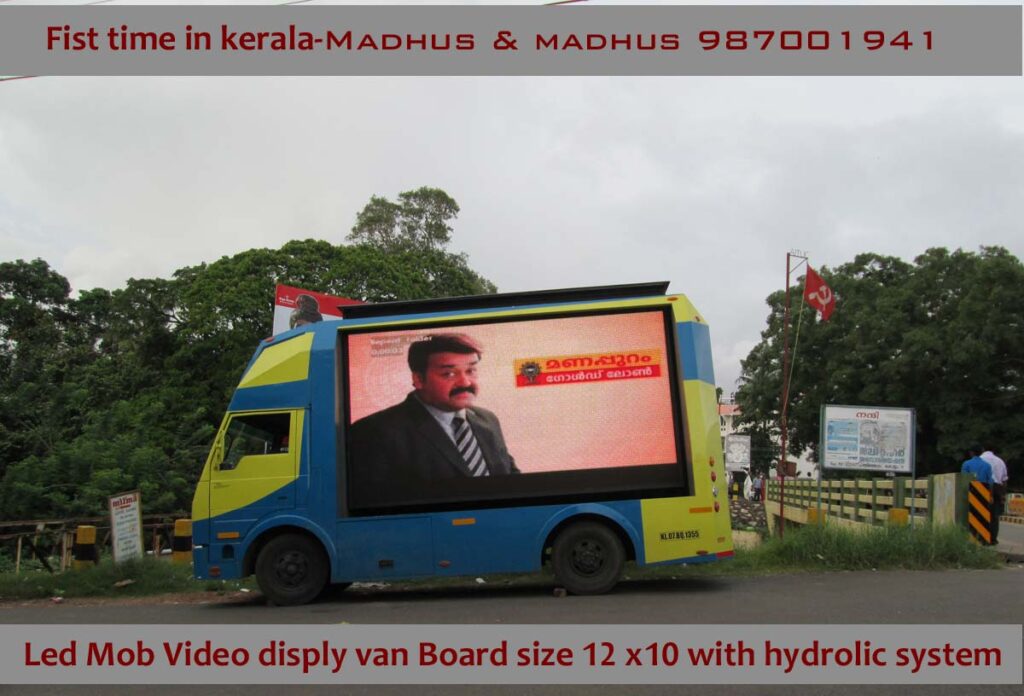 Fist time in kerala-MADHUS & MADHUS 987001941
മണപ്പുറം
ഗോൾഡ് ലോൺ
നന്ദി
KL.07.BQ.1355
Led Mob Video disply van Board size 12 x10 with hydrolic system